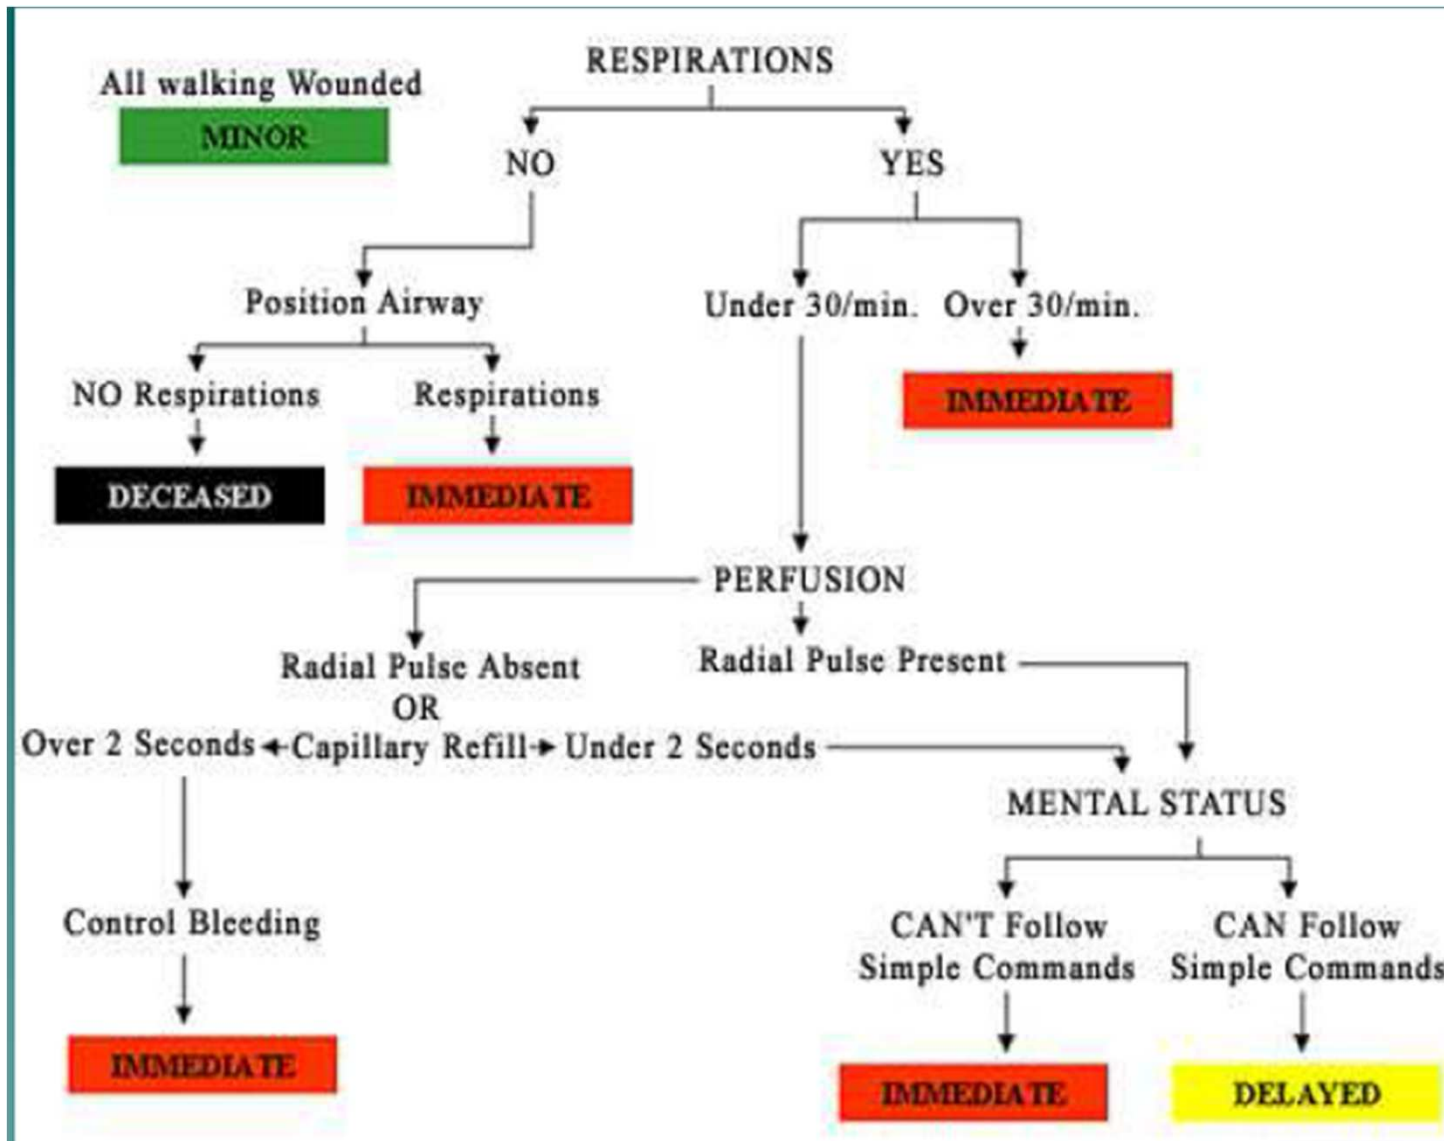 RESPIRATIONS
All walking Wounded
MINOR
NO
YES
Position Airway
Under 30/min.
Over 30/min.
NO Respirations
Respirations
IMMEDIATE
DECEASED
IMMEDIATE
PERFUSION
Radial Pulse Absent
Radial Pulse Present
OR
Over 2 Seconds
Capillary Refill
Under 2 Seconds
MENTAL STATUS
Control Bleeding
CAN'T Follow
Simple Commands
CAN Follow
Simple Commands
IMMEDIATE
IMMEDIATE
DELAYED